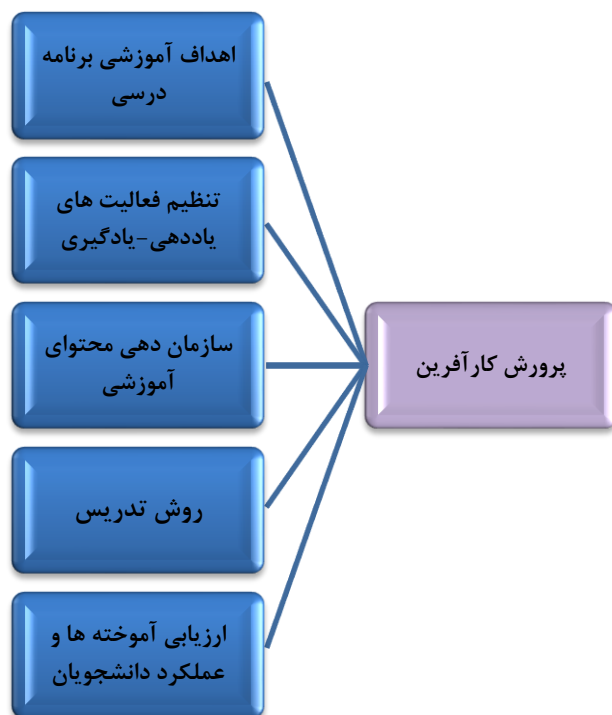 اهداف آموزشی برنامه
درسی
تنظیم فعالیت های
یاددهی-یادگیری
سازمان دهی محتوای
آموزشی
پرورش کارآفرین
روش تدریس
ارزیابی آموخته ها و
عملکرد دانشجویان